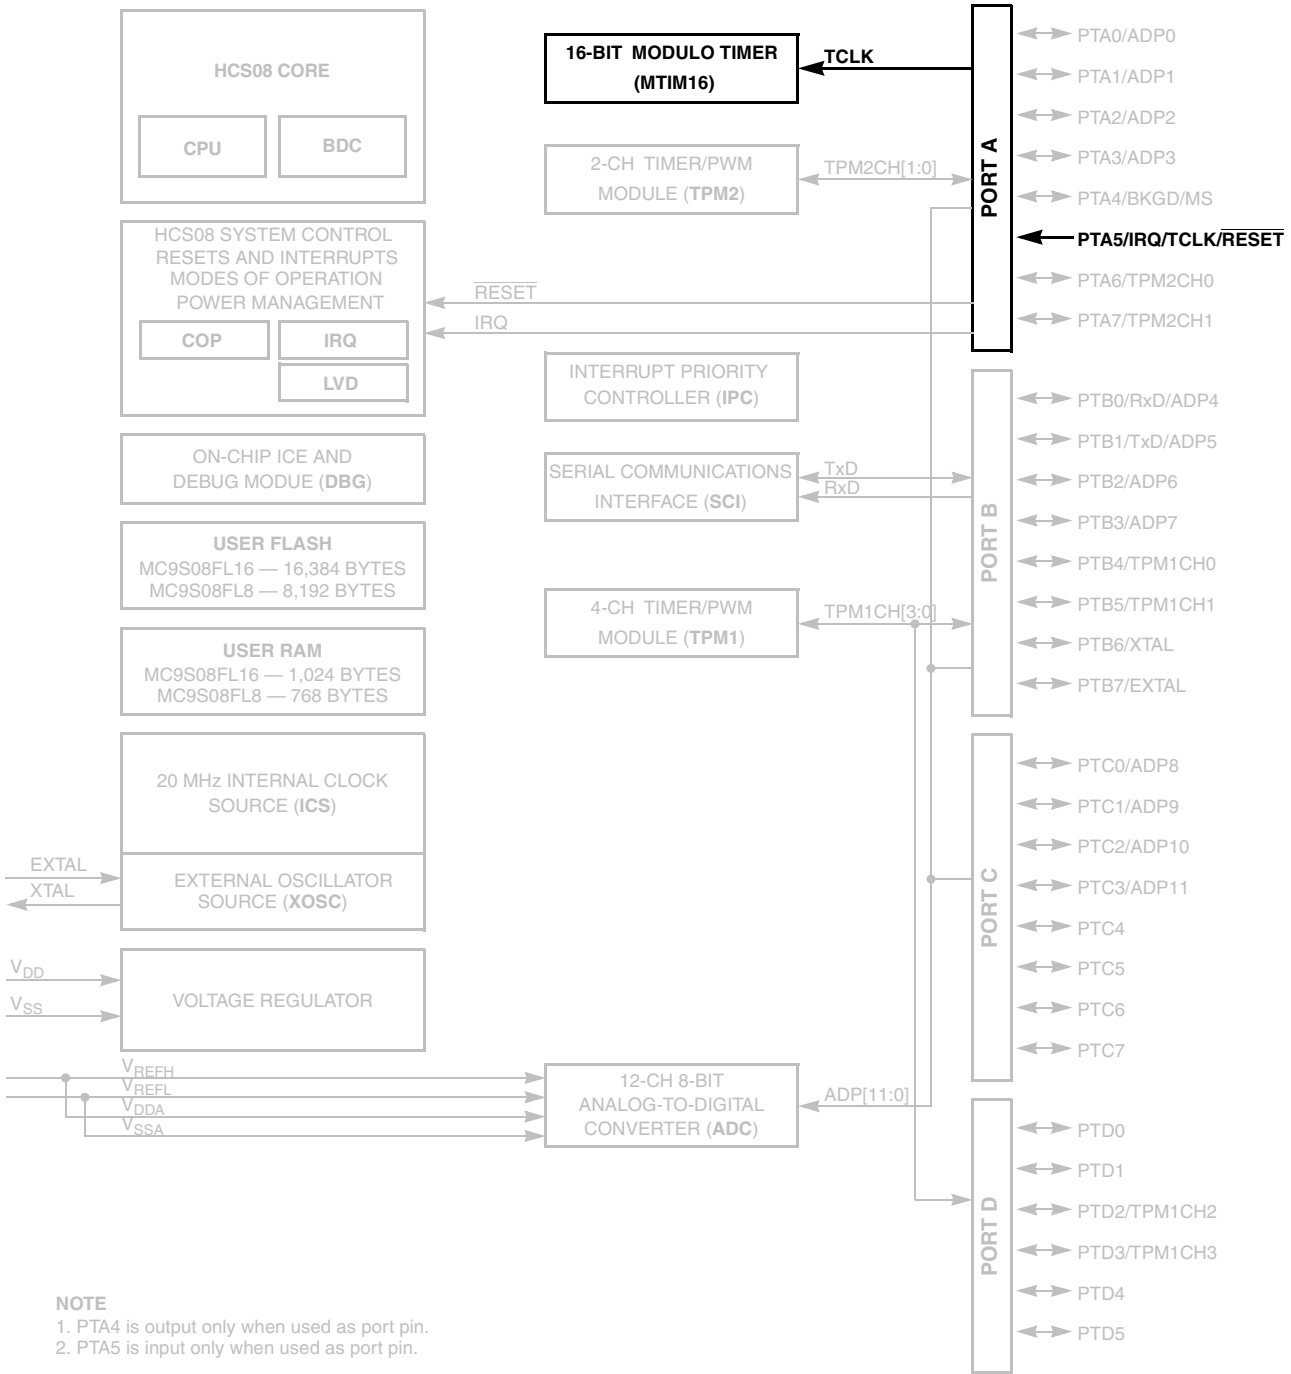 HCS08 CORE
CPU
BDC
HCS08 SYSTEM CONTROL
RESETS AND INTERRUPTS
MODES OF OPERATION
POWER MANAGEMENT
COP
IRQ
LVD
ON-CHIP ICE AND
DEBUG MODUE (DBG)
USER FLASH
MC9S08FL16 — 16,384 BYTES
MC9S08FL8 — 8,192 BYTES
USER RAM
MC9S08FL16 — 1,024 BYTES
MC9S08FL8 — 768 BYTES
20 MHz INTERNAL CLOCK
SOURCE (ICS)
EXTERNAL OSCILLATOR
SOURCE (XOSC)
EXTAL
XTAL
VDD
VSS
VOLTAGE REGULATOR
VREFH
VREFL
VDDA
VSSA
16-BIT MODULO TIMER
(MTIM16)
TCLK
2-CH TIMER/PWM
MODULE (TPM2)
TPM2CH[1:0]
RESET
IRQ
INTERRUPT PRIORITY
CONTROLLER (IPC)
SERIAL COMMUNICATIONS
INTERFACE (SCI)
TxD
RxD
4-CH TIMER/PWM
MODULE (TPM1)
TPM1CH[3:0]
12-CH 8-BIT
ANALOG-TO-DIGITAL
CONVERTER (ADC)
ADP[11:0]
PORT A
PTA0/ADP0
PTA1/ADP1
PTA2/ADP2
PTA3/ADP3
PTA4/BKGD/MS
PTA5/IRQ/TCLK/RESET
PTA6/TPM2CH0
PTA7/TPM2CH1
PORT B
PTB0/RxD/ADP4
PTB1/TxD/ADP5
PTB2/ADP6
PTB3/ADP7
PTB4/TPM1CH0
PTB5/TPM1CH1
PTB6/XTAL
PTB7/EXTAL
PORT C
PTC0/ADP8
PTC1/ADP9
PTC2/ADP10
PTC3/ADP11
PTC4
PTC5
PTC6
PTC7
PORT D
PTD0
PTD1
PTD2/TPM1CH2
PTD3/TPM1CH3
PTD4
PTD5
NOTE
1. PTA4 is output only when used as port pin.
2. PTA5 is input only when used as port pin.